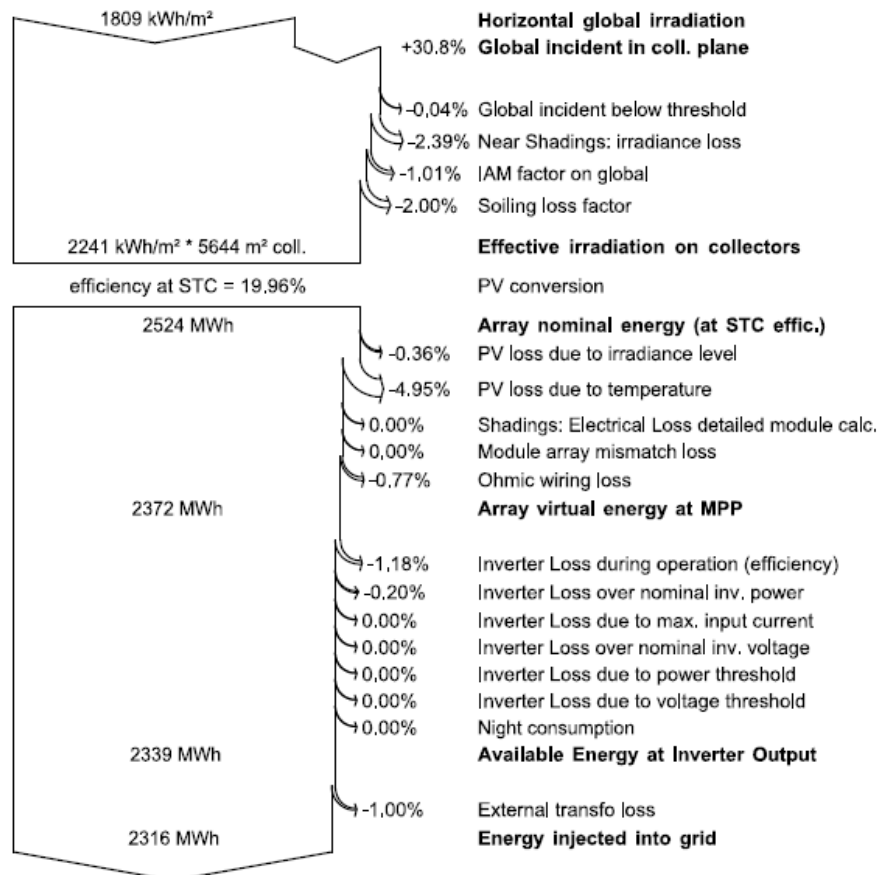 1809 kWh/m² Horizontal global irradiation
+30.8% Global incident in coll. plane
-0.04% Global incident below threshold
-2.39% Near Shadings: irradiance loss
-1.01% IAM factor on global
-2.00% Soiling loss factor
2241 kWh/m² * 5644 m² coll. Effective irradiation on collectors
efficiency at STC = 19.96% PV conversion
2524 MWh Array nominal energy (at STC effic.)
-0.36% PV loss due to irradiance level
-4.95% PV loss due to temperature
0.00% Shadings: Electrical Loss detailed module calc.
0.00% Module array mismatch loss
-0.77% Ohmic wiring loss
2372 MWh Array virtual energy at MPP
-1.18% Inverter Loss during operation (efficiency)
-0.20% Inverter Loss over nominal inv. power
0.00% Inverter Loss due to max. input current
0.00% Inverter Loss over nominal inv. voltage
0.00% Inverter Loss due to power threshold
0.00% Inverter Loss due to voltage threshold
0.00% Night consumption
2339 MWh Available Energy at Inverter Output
-1.00% External transfo loss
2316 MWh Energy injected into grid